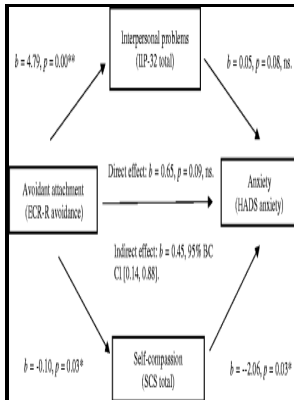 Interpersonal problems
(IIP-32 total)
b = 4.79, p = 0.00**
b = 0.05, p = 0.08, ns.
Direct effect: b = 0.65, p = 0.09, ns.
Avoidant attachment
(ECR-R avoidance)
Anxiety
(HADS anxiety)
Indirect effect: b = 0.45, 95% BC
CI [0.14, 0.88].
Self-compassion
(SCS total)
b = -0.10, p = 0.03*
b = -2.06, p = 0.03*